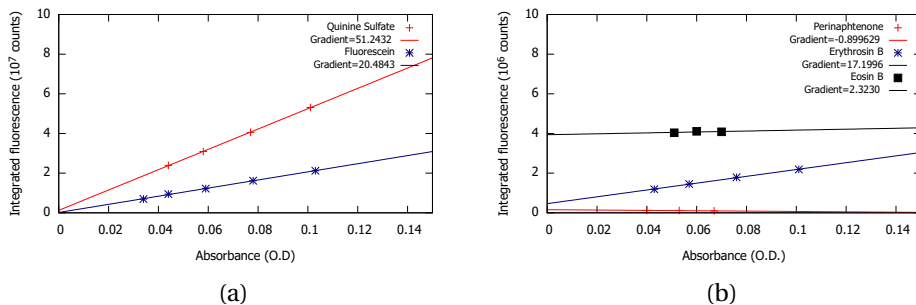 Integrated fluorescence (10⁷ counts)
10
8
6
4
2
0
0 0.02 0.04 0.06 0.08 0.1 0.12 0.14
Absorbance (O.D)
Quinine Sulfate
Gradient=51.2432
Fluorescein
Gradient=20.4843
(a)
Integrated fluorescence (10⁶ counts)
10
8
6
4
2
0
0 0.02 0.04 0.06 0.08 0.1 0.12 0.14
Absorbance (O.D.)
Perinaphtenone
Gradient=-0.899629
Erythrosin B
Gradient=17.1996
Eosin B
Gradient=2.3230
(b)